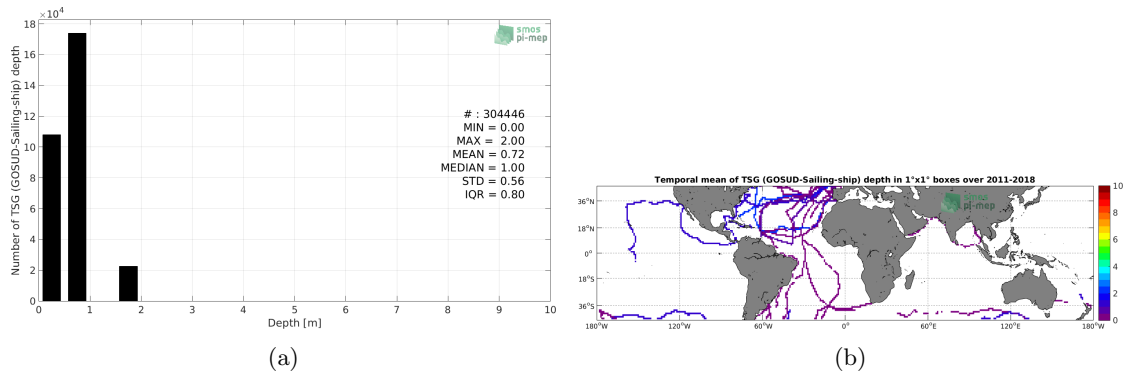 ×10⁴
18
16
14
12
10
8
6
4
2
0
Number of TSG (GOSUD-Sailing-ship) depth
smos
pi-mep
# : 304446
MIN = 0.00
MAX = 2.00
MEAN = 0.72
MEDIAN = 1.00
STD = 0.56
IQR = 0.80
0 1 2 3 4 5 6 7 8 9 10
Depth [m]
(a)
Temporal mean of TSG (GOSUD-Sailing-ship) depth in 1°x1° boxes over 2011-2018
smos
pi-mep
36°N
18°N
0°
18°S
36°S
180°W 120°W 60°W 0° 60°E 120°E 180°W
10
8
6
4
2
0
(b)